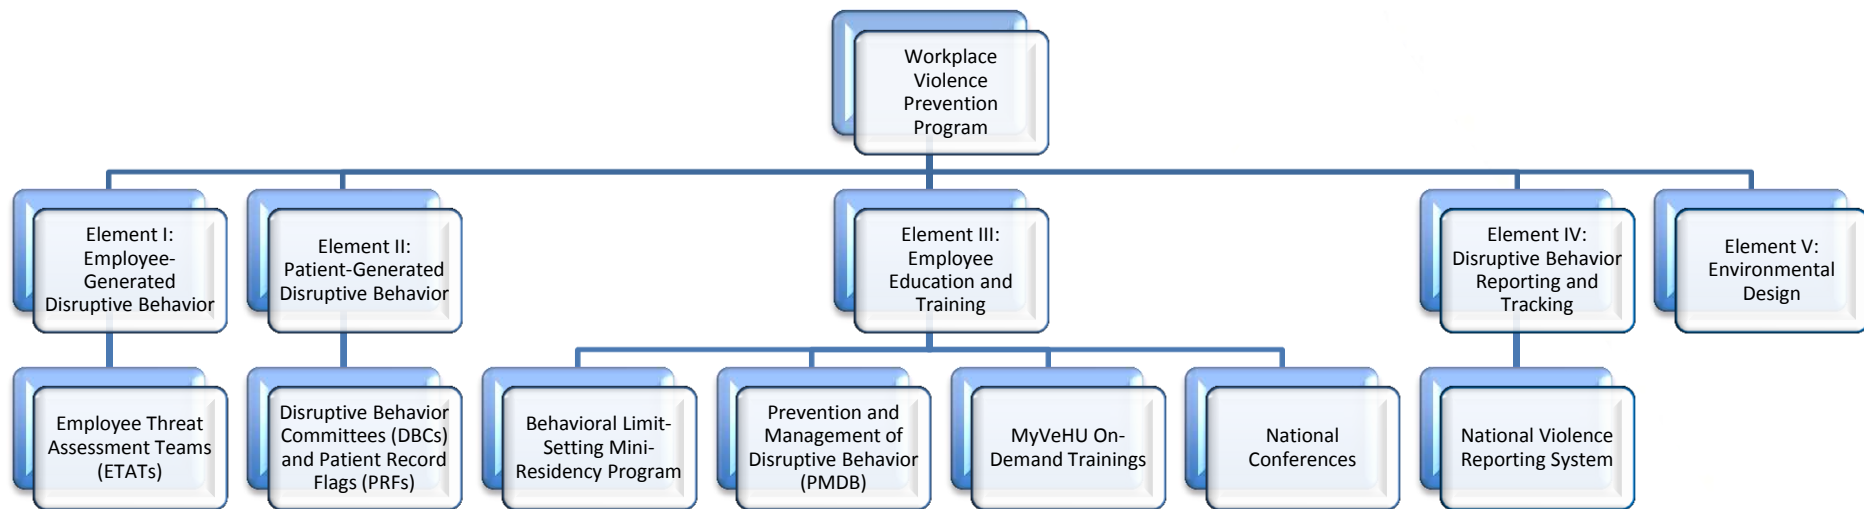 Workplace
Violence
Prevention
Program
Element I:
Employee-
Generated
Disruptive Behavior
Element II:
Patient-Generated
Disruptive Behavior
Element III:
Employee
Education and
Training
Element IV:
Disruptive Behavior
Reporting and
Tracking
Element V:
Environmental
Design
Employee Threat
Assessment Teams
(ETATs)
Disruptive Behavior
Committees (DBCs)
and Patient Record
Flags (PRFs)
Behavioral Limit-
Setting Mini-
Residency Program
Prevention and
Management of
Disruptive Behavior
(PMDB)
MyVeHU On-
Demand Trainings
National
Conferences
National Violence
Reporting System